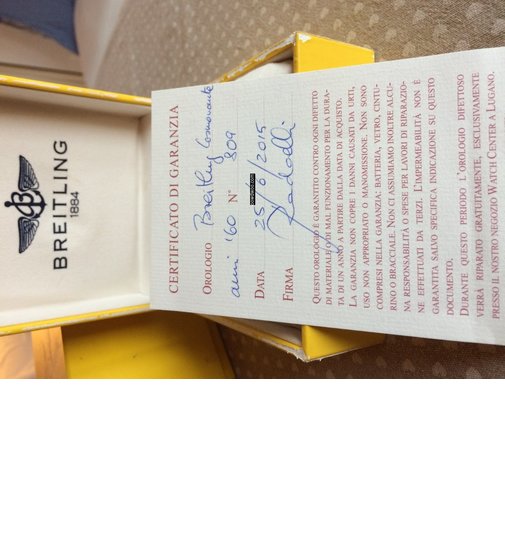 BREITLING
1884
CERTIFICATO DI GARANZIA
OROLOGIO Breitling Cosmonaute
anni '60 N° 809
DATA 25/6/2015
FIRMA
QUESTO OROLOGIO È GARANTITO CONTRO OGNI DIFETTO
DI MATERIALE O DI MAL FUNZIONAMENTO PER LA DURA-
TA DI UN ANNO A PARTIRE DALLA DATA DI ACQUISTO.
LA GARANZIA NON COPRE I DANNI CAUSATI DA URTI,
USO NON APPROPRIATO O MANOMISSIONE. NON SONO
COMPRESI NELLA GARANZIA: BATTERIA, VETRO, CINTU-
RINO O BRACCIALE. NON CI ASSUMIAMO INOLTRE ALCU-
NA RESPONSABILITÀ O SPESE PER LAVORI DI RIPARAZIO-
NE EFFETTUATI DA TERZI. L'IMPERMEABILITÀ NON È
GARANTITA SALVO SPECIFICA INDICAZIONE SU QUESTO
DOCUMENTO.
DURANTE QUESTO PERIODO L'OROLOGIO DIFETTOSO
VERRÀ RIPARATO GRATUITAMENTE, ESCLUSIVAMENTE
PRESSO IL NOSTRO NEGOZIO WATCH CENTER A LUGANO.